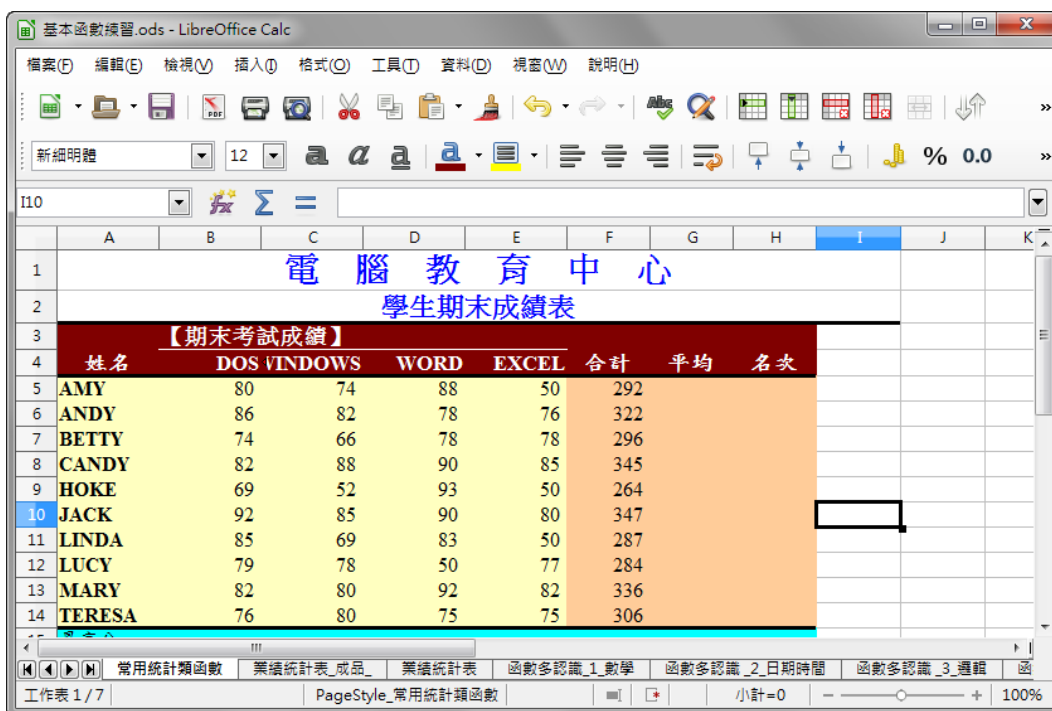 基本函數練習.ods - LibreOffice Calc
檔案(F) 編輯(E) 檢視(V) 插入(I) 格式(O) 工具(T) 資料(D) 視窗(W) 說明(H)
PDF Abc »
新細明體 12 a a a a % 0.0 »
I10 fx Σ =
A B C D E F G H I J K
1 電 腦 教 育 中 心
2 學生期末成績表
3 【期末考試成績】
4 姓名 DOS WINDOWS WORD EXCEL 合計 平均 名次
5 AMY 80 74 88 50 292
6 ANDY 86 82 78 76 322
7 BETTY 74 66 78 78 296
8 CANDY 82 88 90 85 345
9 HOKE 69 52 93 50 264
10 JACK 92 85 90 80 347
11 LINDA 85 69 83 50 287
12 LUCY 79 78 50 77 284
13 MARY 82 80 92 82 336
14 TERESA 76 80 75 75 306
常用統計類函數 業績統計表_成品_ 業績統計表 函數多認識_1_數學 函數多認識_2_日期時間 函數多認識_3_邏輯 函
工作表 1 / 7 PageStyle_常用統計類函數 小計=0 100%